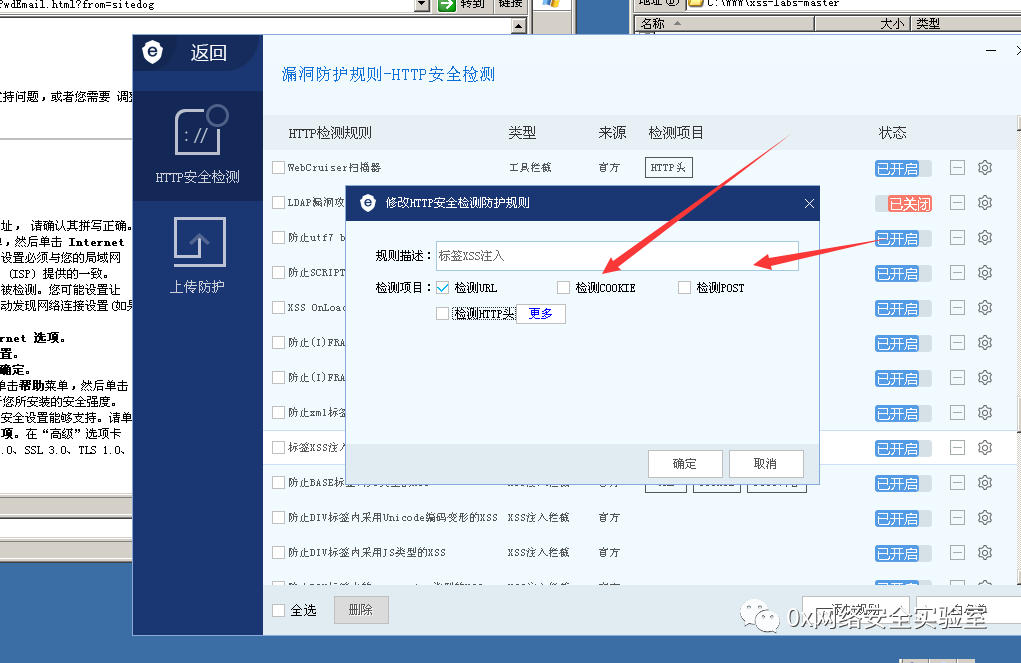 PwdEmail.html?from=sitedog
转到
链接
C:\WWW\xss-labs-master
名称
大小
类型
返回
漏洞防护规则-HTTP安全检测
支持问题，或者您需要 调整
HTTP检测规则 类型 来源 检测项目 状态
WebCruiser扫描器 工具拦截 官方 HTTP头 已开启
HTTP安全检测
LDAP漏洞攻 已关闭
修改HTTP安全检测防护规则
址， 请确认其拼写正确。
，然后单击 Internet
防止utf7 已开启
规则描述： 标签XSS注入
设置必须与您的局域网
（ISP）提供的一致。
防止SCRIPT 已开启
上传防护
检测项目： 检测URL 检测COOKIE 检测POST
被检测。您可能设置让
动发现网络连接设置(如果
XSS OnLoad 已开启
检测HTTP头 更多
rnet 选项。
防止(I)FRA 已开启
置。
确定。
防止(I)FRA 已开启
单击帮助菜单，然后单击
于您所安装的安全强度。
防止xml标签 已开启
安全设置能够支持。请单
项。在“高级”选项卡
标签XSS注入 已开启
.0、SSL 3.0、TLS 1.0、
确定 取消
已开启
防止DIV标签内采用Unicode编码变形的XSS XSS注入拦截 官方 已开启
防止DIV标签内采用JS类型的XSS XSS注入拦截 官方 已开启
全选 删除
0x网络安全实验室